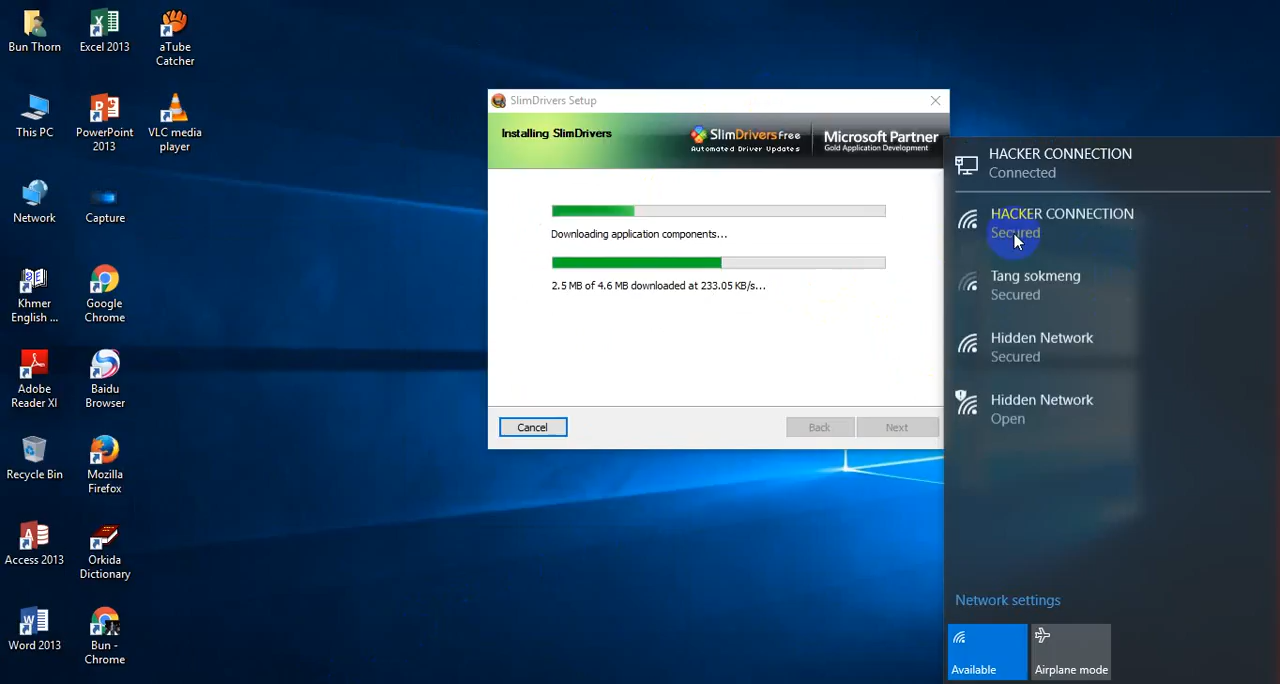 Bun Thorn
Excel 2013
aTube
Catcher
This PC
PowerPoint
2013
VLC media
player
Network
Capture
Khmer
English ...
Google
Chrome
Adobe
Reader XI
Baidu
Browser
Recycle Bin
Mozilla
Firefox
Access 2013
Orkida
Dictionary
Word 2013
Bun -
Chrome
SlimDrivers Setup
Installing SlimDrivers
SlimDrivers Free
Automated Driver Updates
Microsoft Partner
Gold Application Development
Downloading application components...
2.5 MB of 4.6 MB downloaded at 233.05 KB/s...
Cancel
Back
Next
HACKER CONNECTION
Connected
HACKER CONNECTION
Secured
Tang sokmeng
Secured
Hidden Network
Secured
Hidden Network
Open
Network settings
Available
Airplane mode